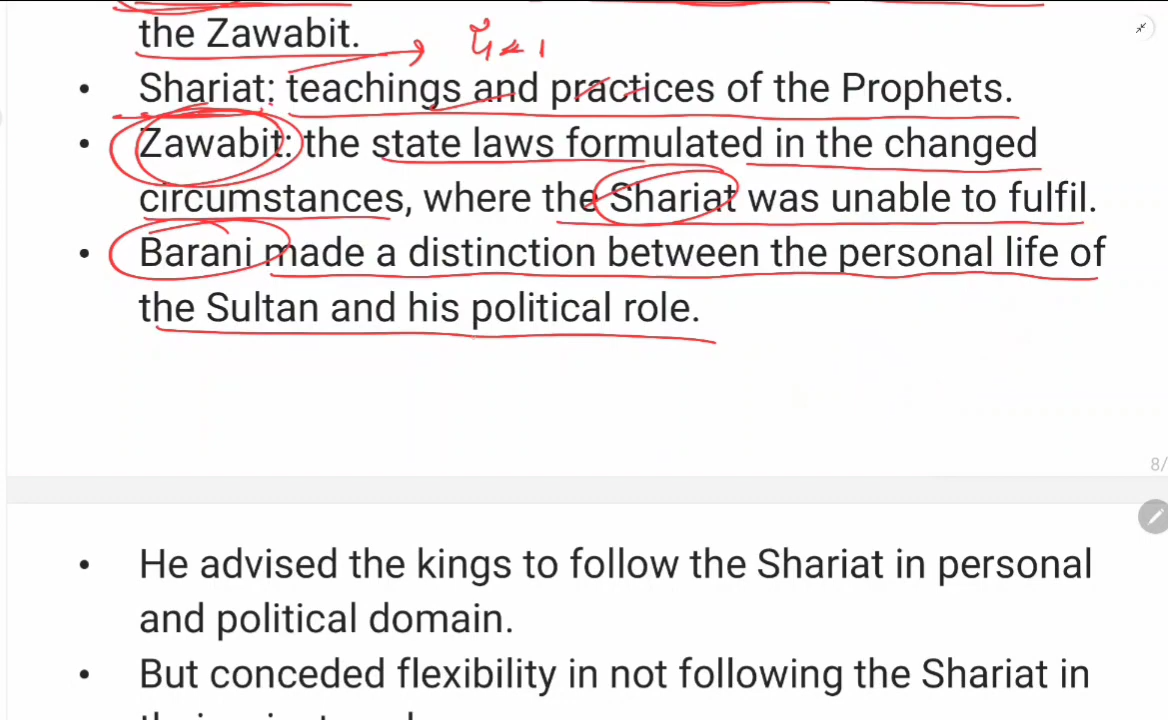 the Zawabit.
• Shariat: teachings and practices of the Prophets.
• Zawabit: the state laws formulated in the changed
circumstances, where the Shariat was unable to fulfil.
• Barani made a distinction between the personal life of
the Sultan and his political role.
8/
• He advised the kings to follow the Shariat in personal
and political domain.
• But conceded flexibility in not following the Shariat in